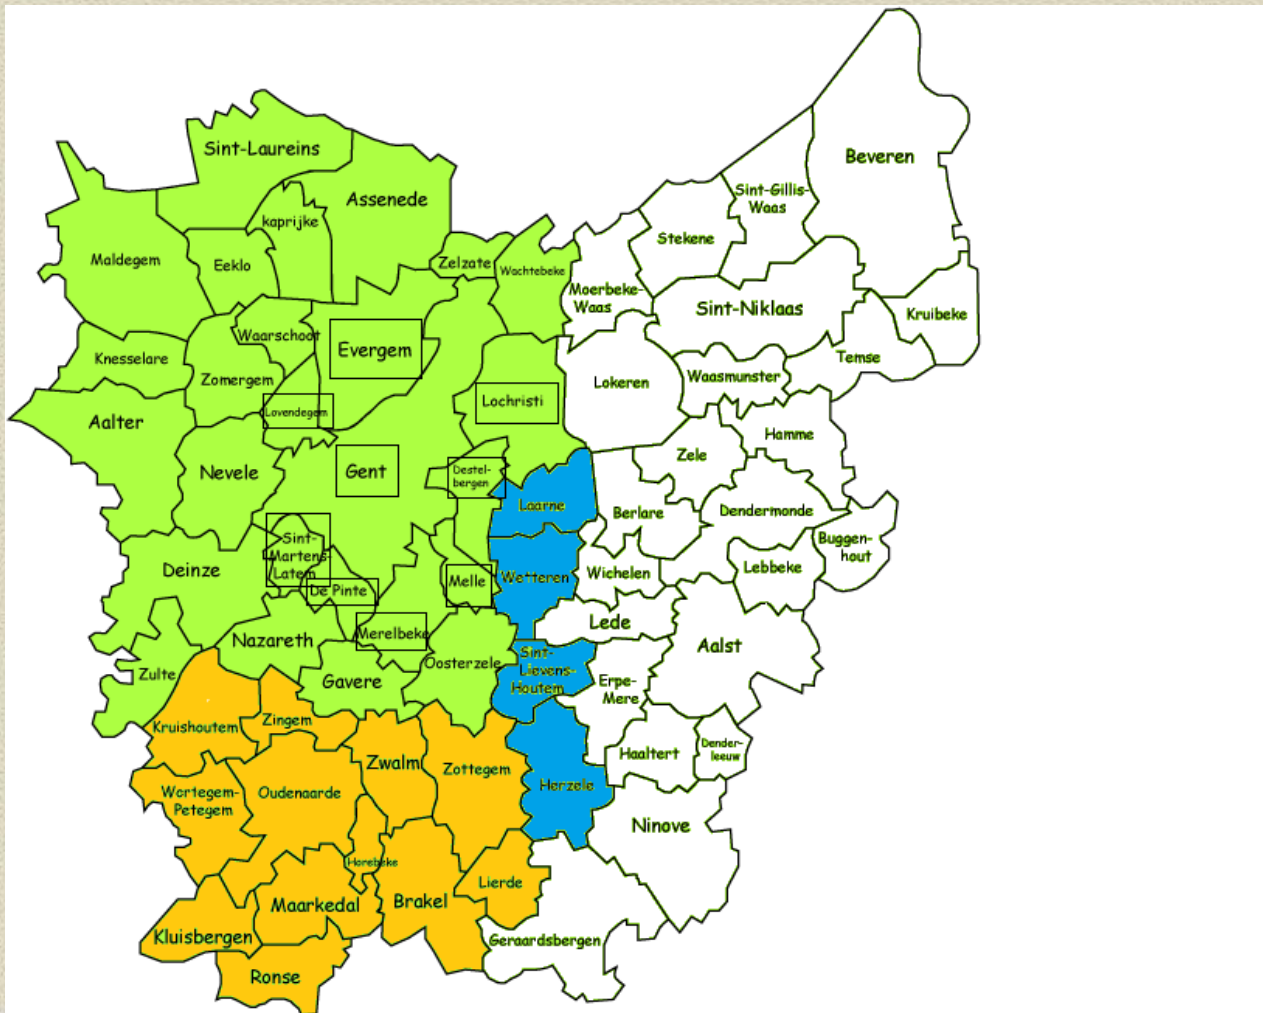 Beveren
Sint-Laureins
Sint-Gillis-
Waas
Assenede
kaprijke
Stekene
Maldegem
Eeklo
Zelzate
Wachtebeke
Moerbeke-
Waas
Sint-Niklaas
Kruibeke
Waarschoot
Evergem
Knesselare
Temse
Zomergem
Lokeren
Waasmunster
Lochristi
Lovendegem
Aalter
Hamme
Zele
Nevele
Gent
Destel-
bergen
Laarne
Berlare
Dendermonde
Sint-
Martens-
Latem
Buggen-
hout
Deinze
Wetteren
Wichelen
Lebbeke
Melle
De Pinte
Lede
Merelbeke
Nazareth
Aalst
Oosterzele
Sint-
Lievens-
Houtem
Zulte
Gavere
Erpe-
Mere
Kruishoutem
Zingem
Haaltert
Dender-
leeuw
Zwalm
Zottegem
Herzele
Wortegem-
Petegem
Oudenaarde
Ninove
Horebeke
Lierde
Maarkedal
Brakel
Kluisbergen
Geraardsbergen
Ronse